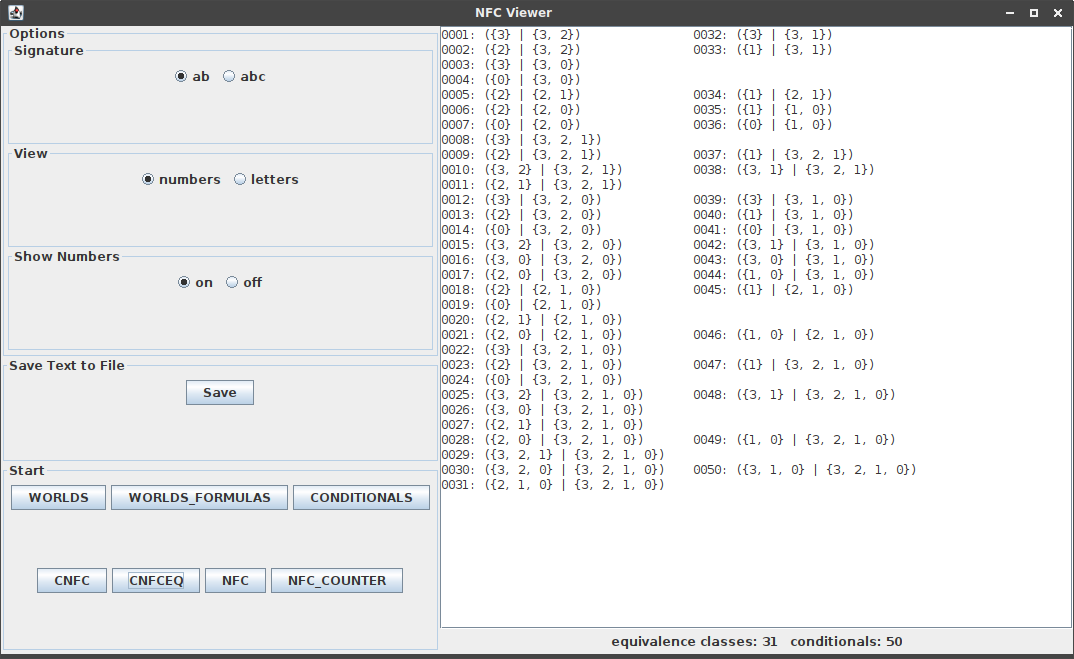 NFC Viewer
Options
Signature
ab abc
View
numbers letters
Show Numbers
on off
Save Text to File
Save
Start
WORLDS WORLDS_FORMULAS CONDITIONALS
CNFC CNFCEQ NFC NFC_COUNTER
0001: ({3} | {3, 2}) 0032: ({3} | {3, 1})
0002: ({2} | {3, 2}) 0033: ({1} | {3, 1})
0003: ({3} | {3, 0})
0004: ({0} | {3, 0})
0005: ({2} | {2, 1}) 0034: ({1} | {2, 1})
0006: ({2} | {2, 0}) 0035: ({1} | {1, 0})
0007: ({0} | {2, 0}) 0036: ({0} | {1, 0})
0008: ({3} | {3, 2, 1})
0009: ({2} | {3, 2, 1}) 0037: ({1} | {3, 2, 1})
0010: ({3, 2} | {3, 2, 1}) 0038: ({3, 1} | {3, 2, 1})
0011: ({2, 1} | {3, 2, 1})
0012: ({3} | {3, 2, 0}) 0039: ({3} | {3, 1, 0})
0013: ({2} | {3, 2, 0}) 0040: ({1} | {3, 1, 0})
0014: ({0} | {3, 2, 0}) 0041: ({0} | {3, 1, 0})
0015: ({3, 2} | {3, 2, 0}) 0042: ({3, 1} | {3, 1, 0})
0016: ({3, 0} | {3, 2, 0}) 0043: ({3, 0} | {3, 1, 0})
0017: ({2, 0} | {3, 2, 0}) 0044: ({1, 0} | {3, 1, 0})
0018: ({2} | {2, 1, 0}) 0045: ({1} | {2, 1, 0})
0019: ({0} | {2, 1, 0})
0020: ({2, 1} | {2, 1, 0})
0021: ({2, 0} | {2, 1, 0}) 0046: ({1, 0} | {2, 1, 0})
0022: ({3} | {3, 2, 1, 0})
0023: ({2} | {3, 2, 1, 0}) 0047: ({1} | {3, 2, 1, 0})
0024: ({0} | {3, 2, 1, 0})
0025: ({3, 2} | {3, 2, 1, 0}) 0048: ({3, 1} | {3, 2, 1, 0})
0026: ({3, 0} | {3, 2, 1, 0})
0027: ({2, 1} | {3, 2, 1, 0})
0028: ({2, 0} | {3, 2, 1, 0}) 0049: ({1, 0} | {3, 2, 1, 0})
0029: ({3, 2, 1} | {3, 2, 1, 0})
0030: ({3, 2, 0} | {3, 2, 1, 0}) 0050: ({3, 1, 0} | {3, 2, 1, 0})
0031: ({2, 1, 0} | {3, 2, 1, 0})
equivalence classes: 31 conditionals: 50